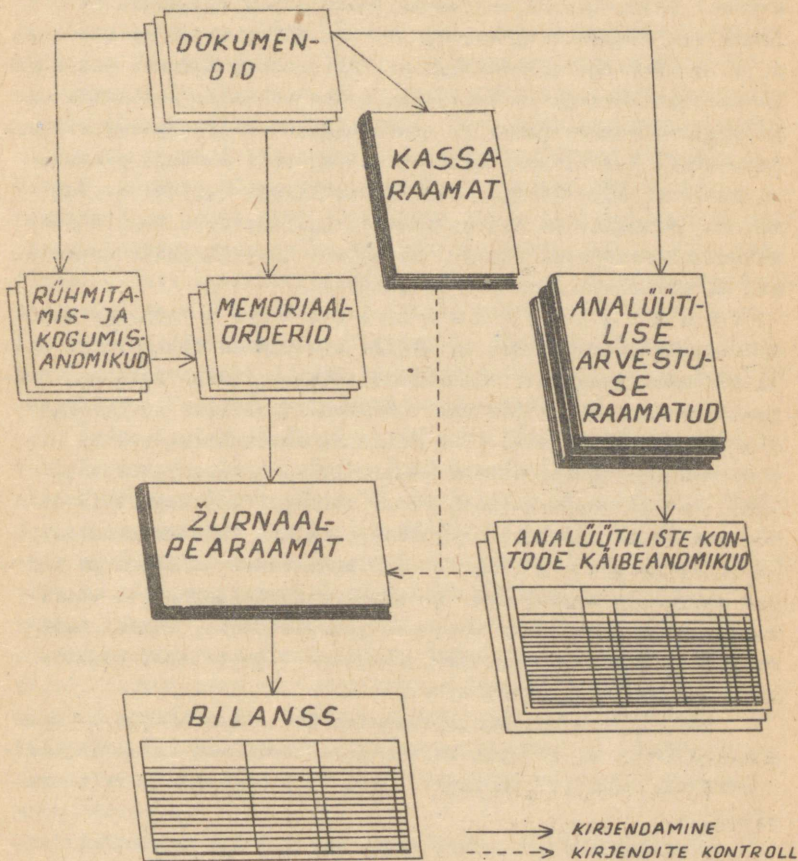 DOKUMEN-
DID
KASSA-
RAAMAT
RÜHMITA-
MIS- JA
KOGUMIS-
ANDMIKUD
MEMORIAAL-
ORDERID
ANALÜÜTI-
LISE
ARVESTU-
SE
RAAMATUD
ŽURNAAL-
PEARAAMAT
ANALÜÜTILISTE KON-
TODE KÄIBEANDMIKUD
BILANSS
KIRJENDAMINE
KIRJENDITE KONTROLL